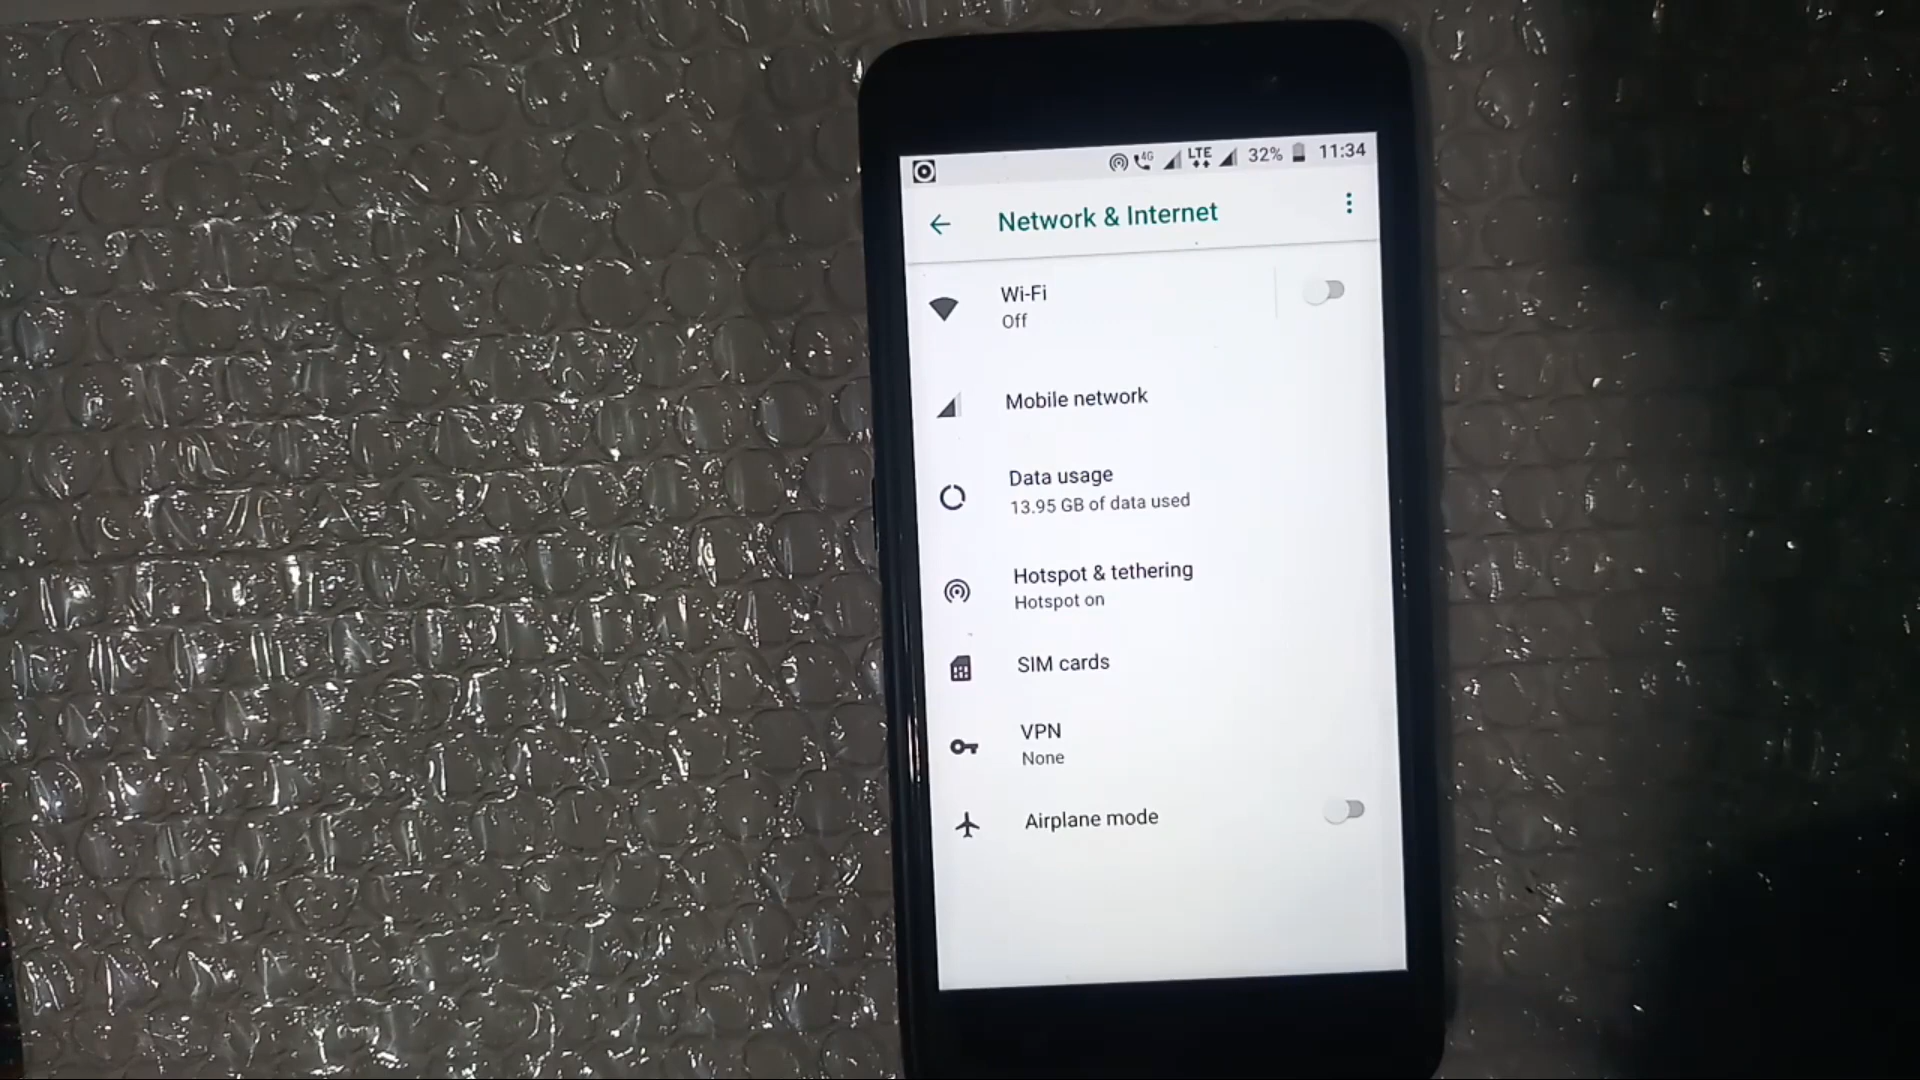 4G LTE 32% 11:34
Network & Internet
Wi-Fi
Off
Mobile network
Data usage
13.95 GB of data used
Hotspot & tethering
Hotspot on
SIM cards
VPN
None
Airplane mode